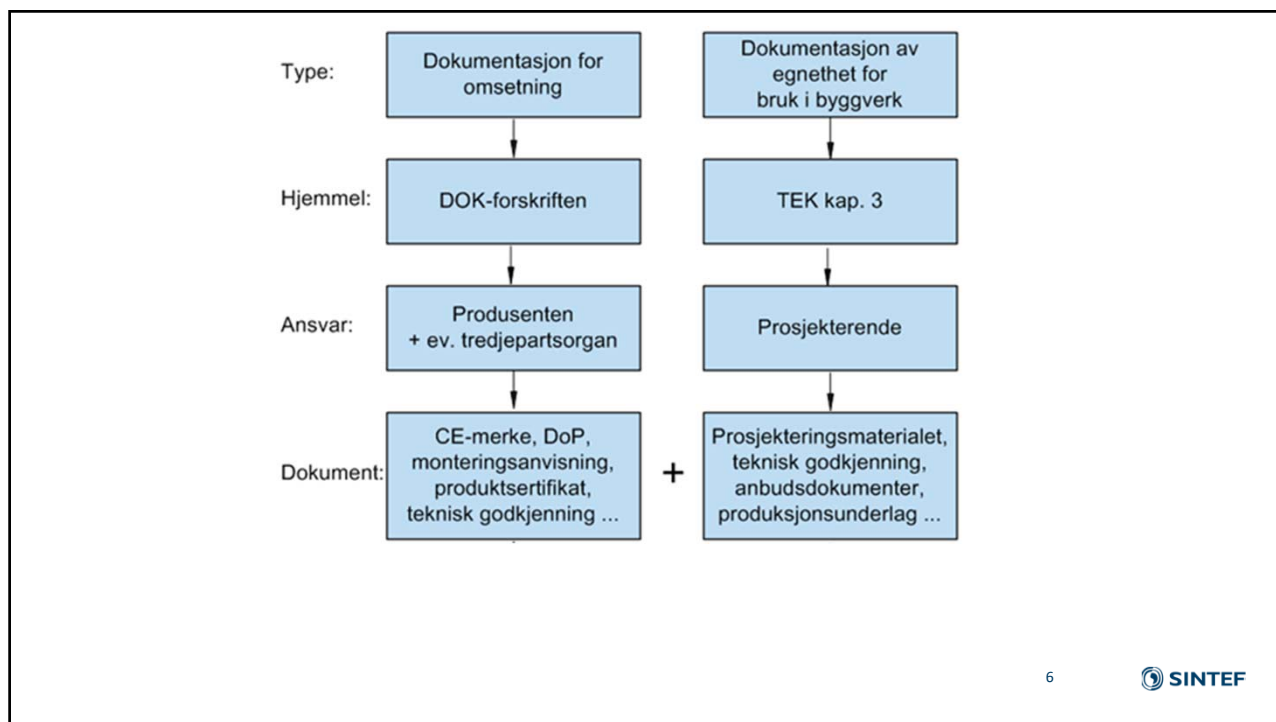 Type:
Dokumentasjon for
omsetning
Dokumentasjon av
egnethet for
bruk i byggverk
Hjemmel:
DOK-forskriften
TEK kap. 3
Ansvar:
Produsenten
+ ev. tredjepartsorgan
Prosjekterende
Dokument:
CE-merke, DoP,
monteringsanvisning,
produktsertifikat,
teknisk godkjenning ...
+
Prosjekteringsmaterialet,
teknisk godkjenning,
anbudsdokumenter,
produksjonsunderlag ...
6
SINTEF